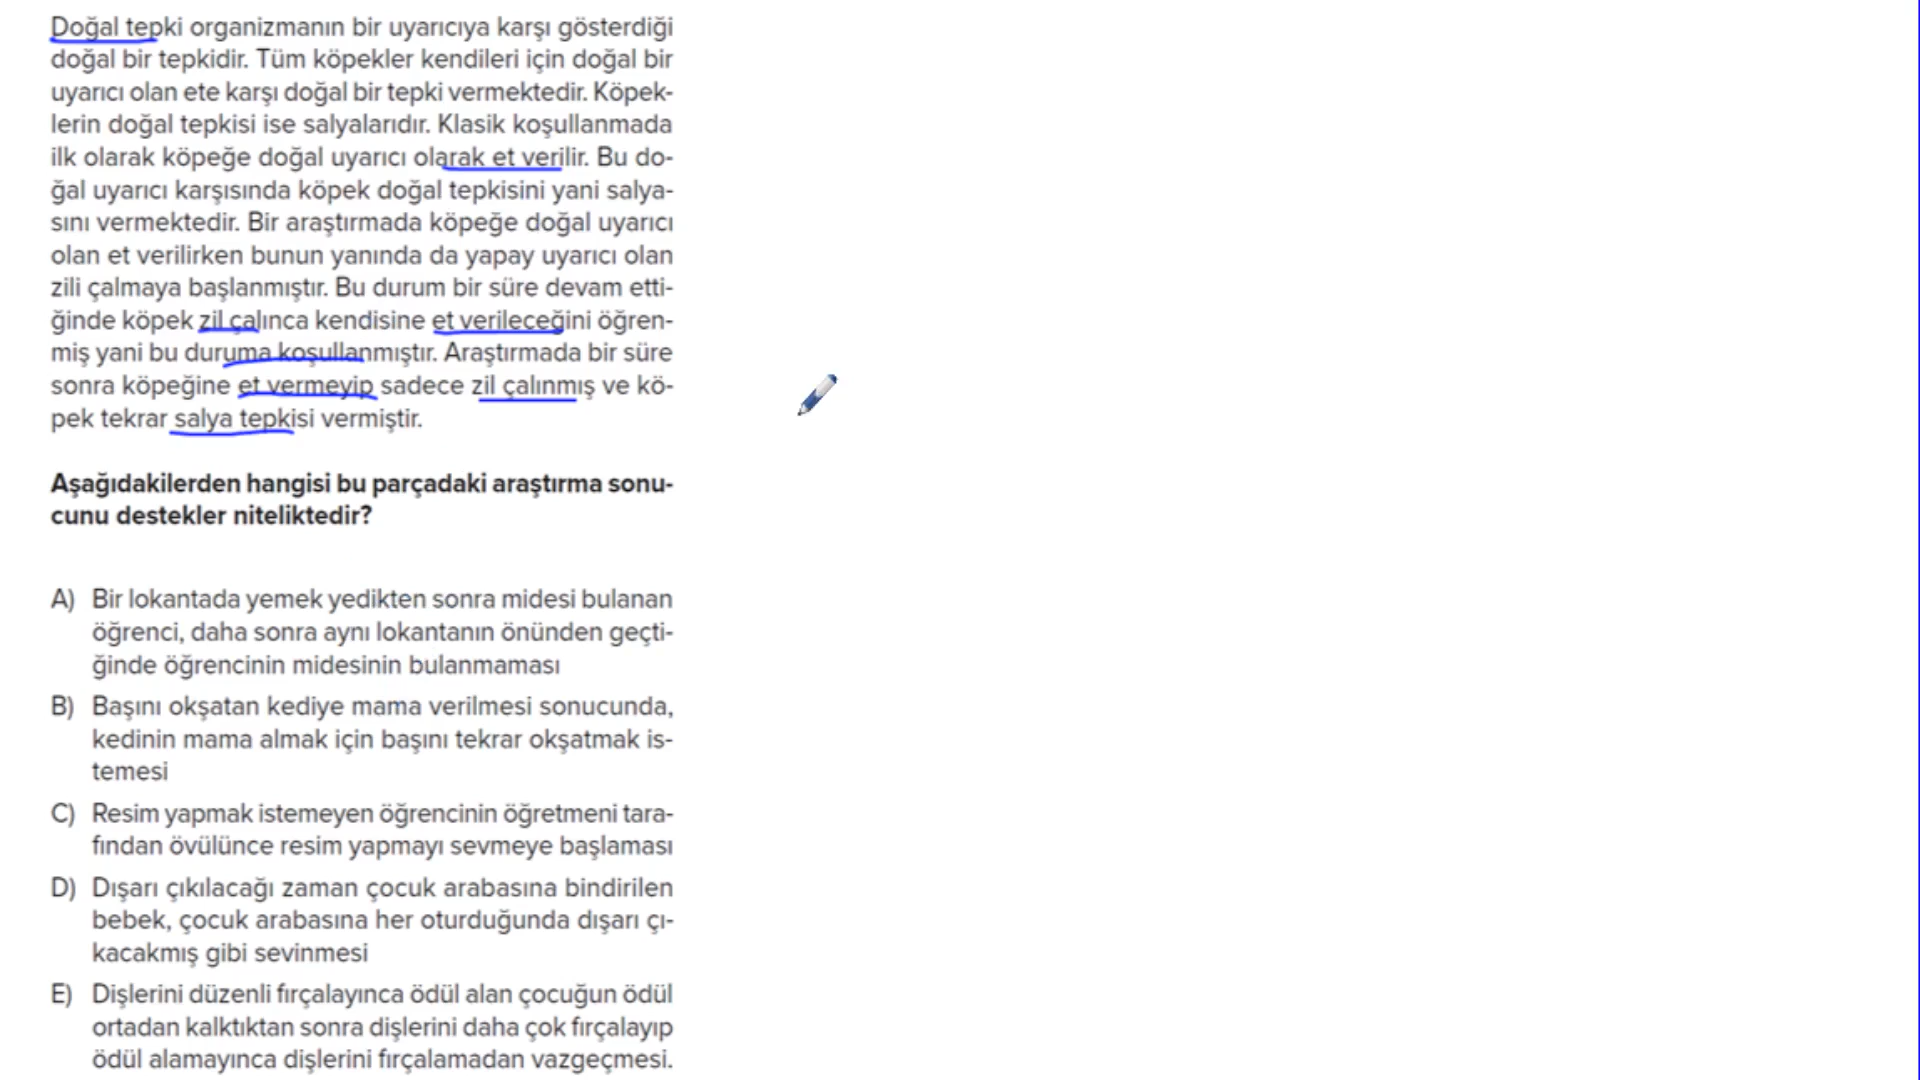 Doğal tepki organizmanın bir uyarıcıya karşı gösterdiği
doğal bir tepkidir. Tüm köpekler kendileri için doğal bir
uyarıcı olan ete karşı doğal bir tepki vermektedir. Köpek-
lerin doğal tepkisi ise salyalarıdır. Klasik koşullanmada
ilk olarak köpeğe doğal uyarıcı olarak et verilir. Bu do-
ğal uyarıcı karşısında köpek doğal tepkisini yani salya-
sını vermektedir. Bir araştırmada köpeğe doğal uyarıcı
olan et verilirken bunun yanında da yapay uyarıcı olan
zili çalmaya başlanmıştır. Bu durum bir süre devam etti-
ğinde köpek zil çalınca kendisine et verileceğini öğren-
miş yani bu duruma koşullanmıştır. Araştırmada bir süre
sonra köpeğine et vermeyip sadece zil çalınmış ve kö-
pek tekrar salya tepkisi vermiştir.
Aşağıdakilerden hangisi bu parçadaki araştırma sonu-
cunu destekler niteliktedir?
A) Bir lokantada yemek yedikten sonra midesi bulanan
öğrenci, daha sonra aynı lokantanın önünden geçti-
ğinde öğrencinin midesinin bulanmaması
B) Başını okşatan kediye mama verilmesi sonucunda,
kedinin mama almak için başını tekrar okşatmak is-
temesi
C) Resim yapmak istemeyen öğrencinin öğretmeni tara-
fından övülünce resim yapmayı sevmeye başlaması
D) Dışarı çıkılacağı zaman çocuk arabasına bindirilen
bebek, çocuk arabasına her oturduğunda dışarı çı-
kacakmış gibi sevinmesi
E) Dişlerini düzenli fırçalayınca ödül alan çocuğun ödül
ortadan kalktıktan sonra dişlerini daha çok fırçalayıp
ödül alamayınca dişlerini fırçalamadan vazgeçmesi.